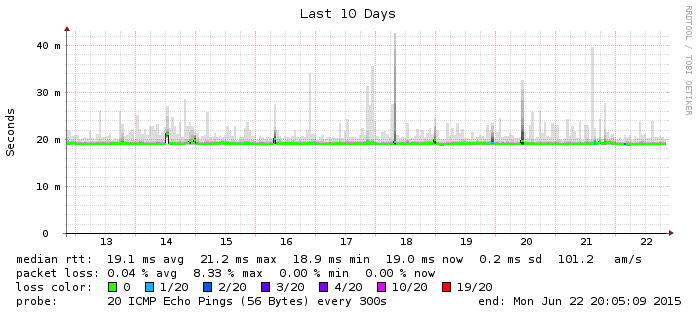 Last 10 Days
RRDTOOL / TOBI OETIKER
Seconds
40 m
30 m
20 m
10 m
0
13 14 15 16 17 18 19 20 21 22
median rtt: 19.1 ms avg 21.2 ms max 18.9 ms min 19.0 ms now 0.2 ms sd 101.2 am/s
packet loss: 0.04 % avg 8.33 % max 0.00 % min 0.00 % now
loss color: 0 1/20 2/20 3/20 4/20 10/20 19/20
probe: 20 ICMP Echo Pings (56 Bytes) every 300s end: Mon Jun 22 20:05:09 2015